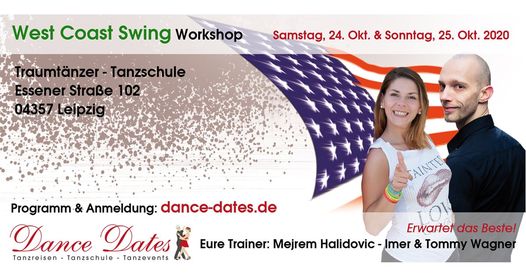 West Coast Swing Workshop
Samstag, 24. Okt. & Sonntag, 25. Okt. 2020
Traumtänzer - Tanzschule
Essener Straße 102
04357 Leipzig
Programm & Anmeldung: dance-dates.de
Erwartet das Beste!
Dance Dates
Tanzreisen - Tanzschule - Tanzevents
Eure Trainer: Mejrem Halidovic - Imer & Tommy Wagner